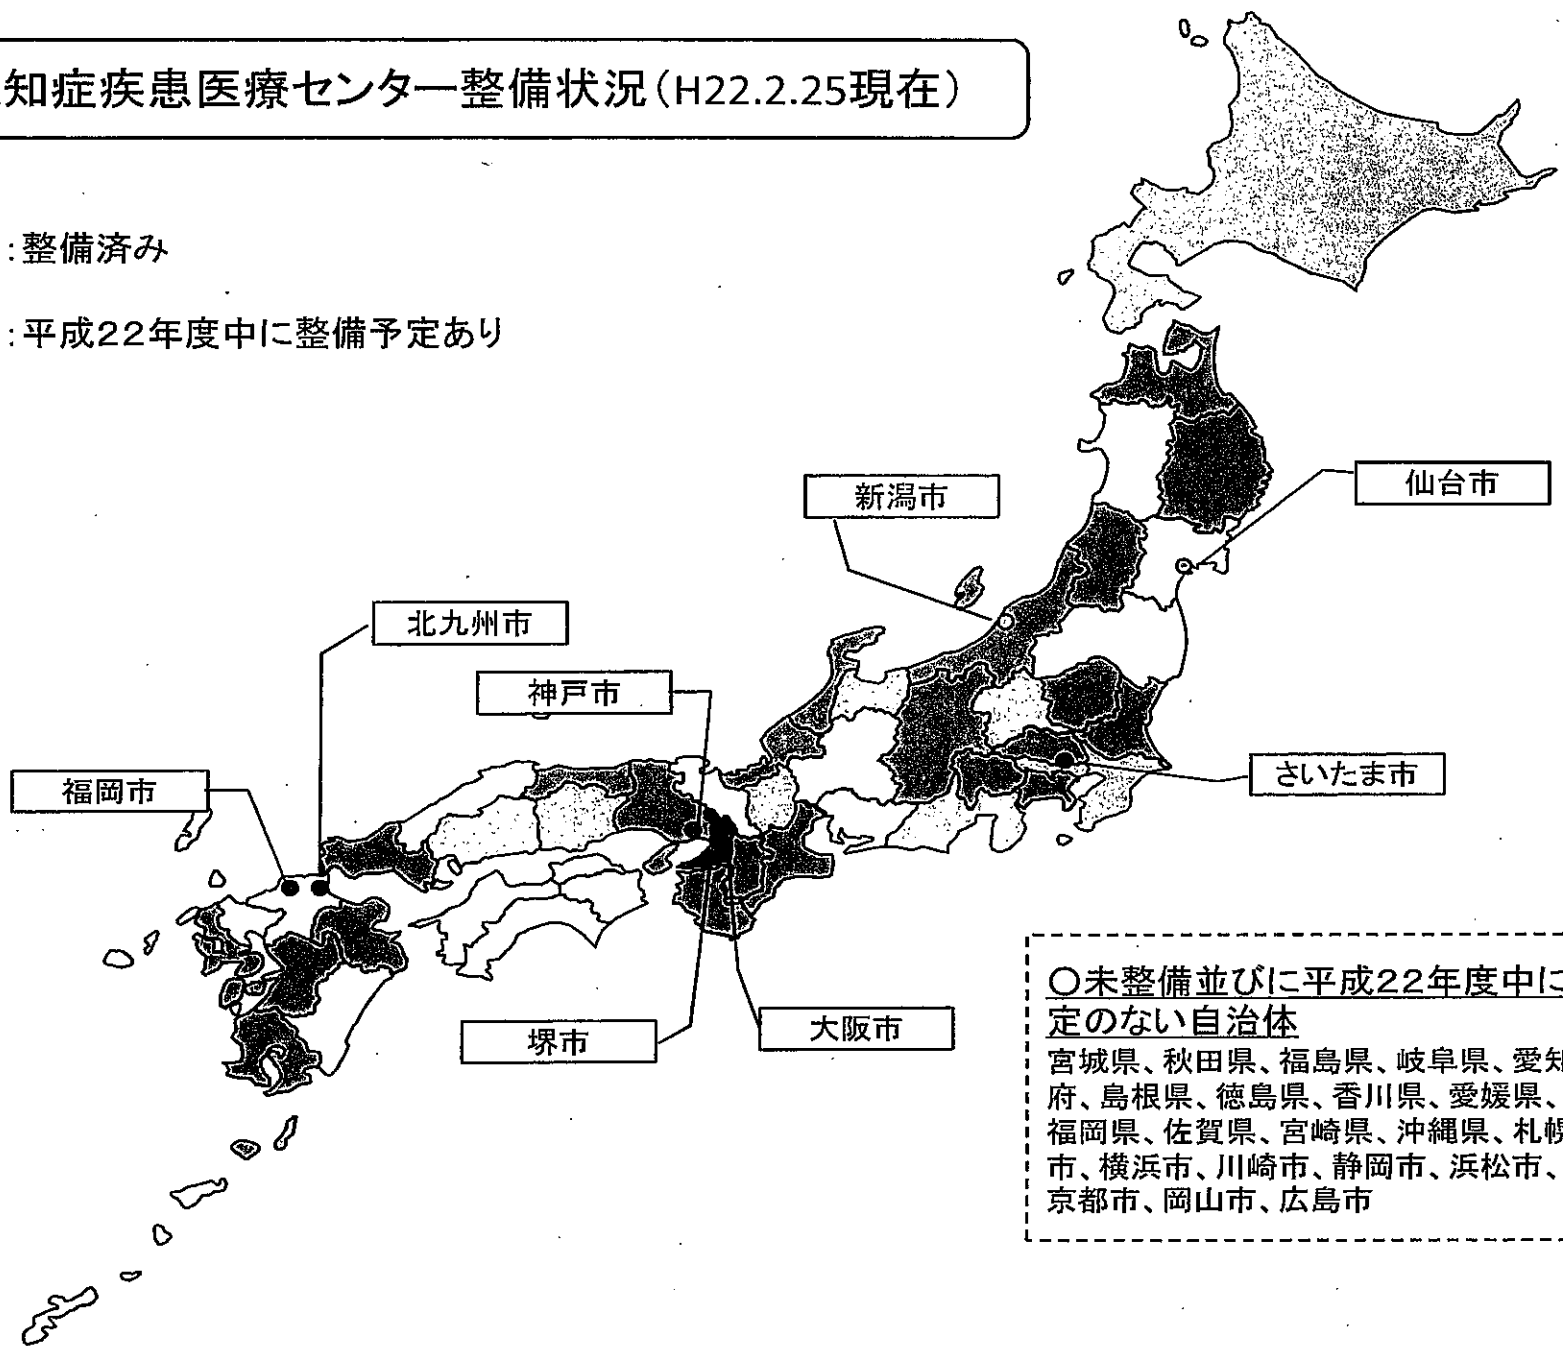 知症疾患医療センター整備状況(H22.2.25現在)
:整備済み
:平成22年度中に整備予定あり
仙台市
新潟市
北九州市
神戸市
福岡市
さいたま市
堺市
大阪市
〇未整備並びに平成22年度中に
定のない自治体
宮城県、秋田県、福島県、岐阜県、愛知
府、島根県、徳島県、香川県、愛媛県、
福岡県、佐賀県、宮崎県、沖縄県、札幌
市、横浜市、川崎市、静岡市、浜松市、
京都市、岡山市、広島市